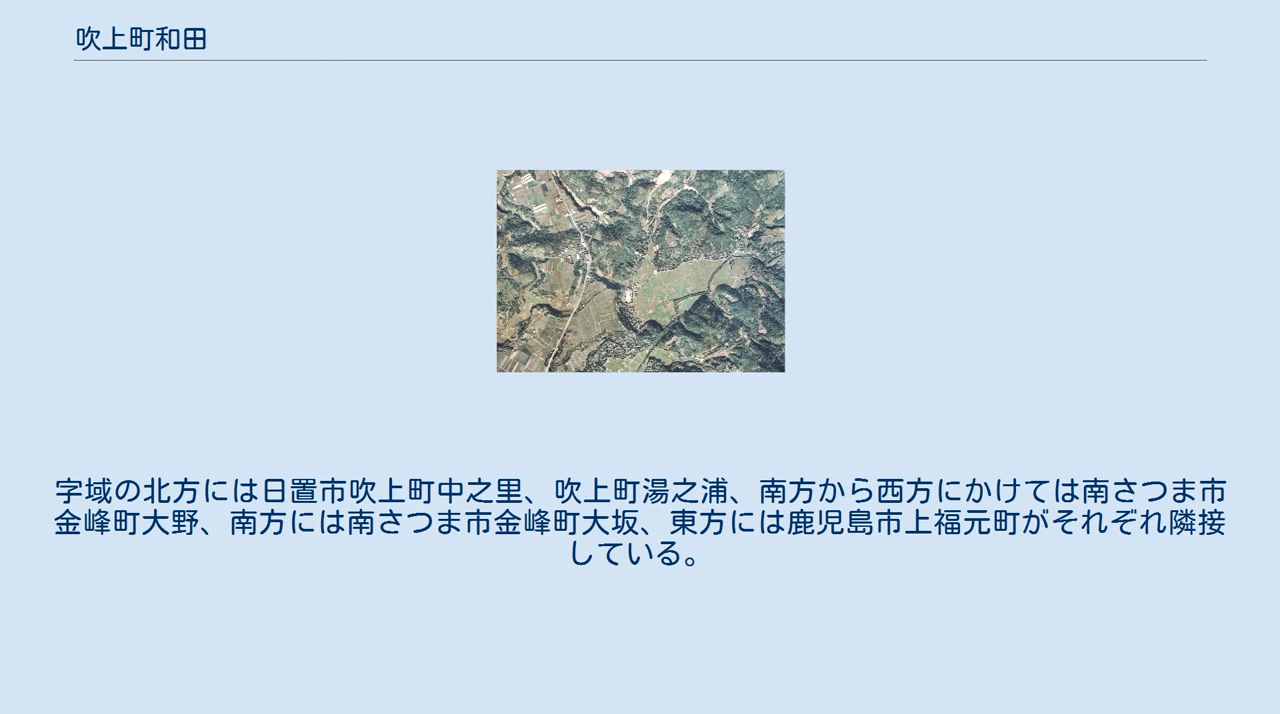 吹上町和田
字域の北方には日置市吹上町中之里、吹上町湯之浦、南方から西方にかけては南さつま市
金峰町大野、南方には南さつま市金峰町大坂、東方には鹿児島市上福元町がそれぞれ隣接
している。